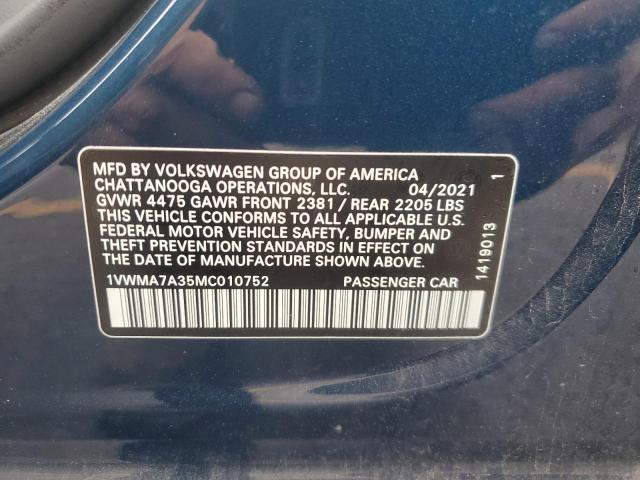 MFD BY VOLKSWAGEN GROUP OF AMERICA
CHATTANOOGA OPERATIONS, LLC. 04/2021
GVWR 4475 GAWR FRONT 2381 / REAR 2205 LBS
THIS VEHICLE CONFORMS TO ALL APPLICABLE U.S.
FEDERAL MOTOR VEHICLE SAFETY, BUMPER AND
THEFT PREVENTION STANDARDS IN EFFECT ON
THE DATE OF MANUFACTURE SHOWN ABOVE
1VWMA7A35MC010752 PASSENGER CAR
1419013 1